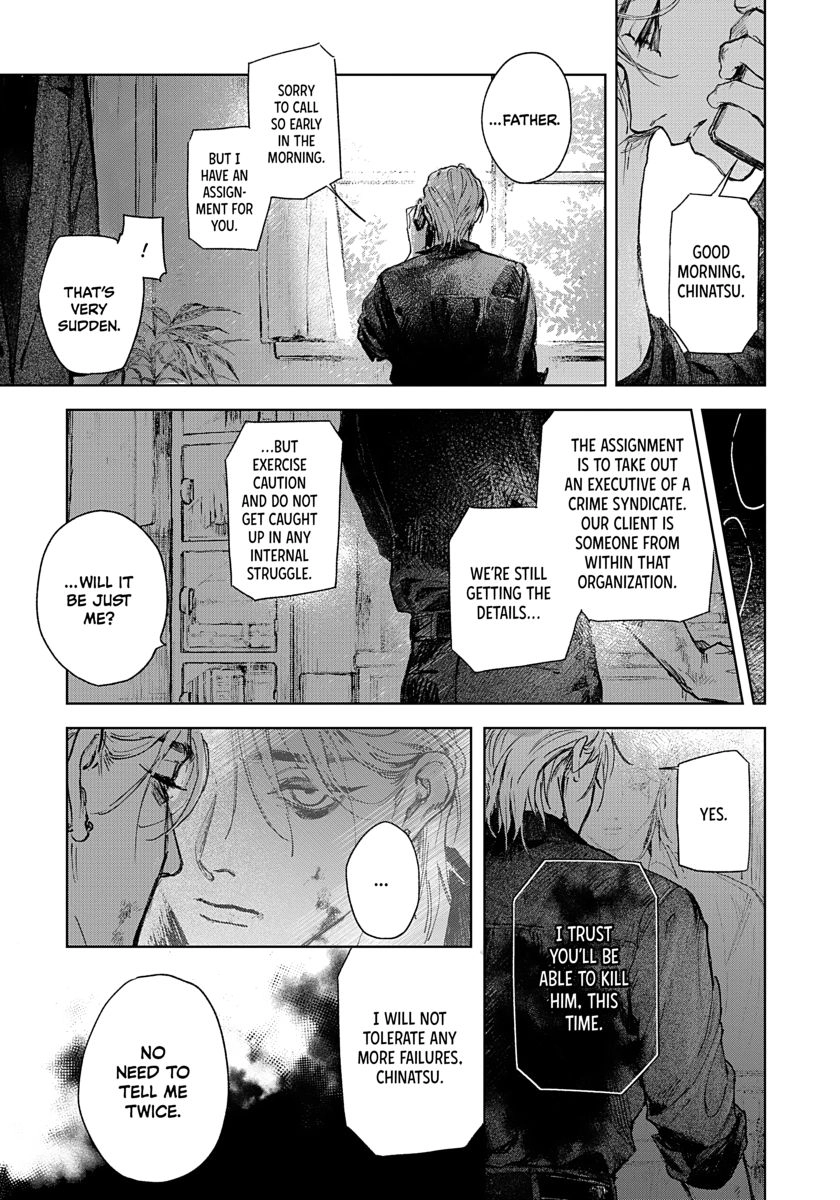 GOOD
MORNING,
CHINATSU.
...FATHER.
SORRY
TO CALL
SO EARLY
IN THE
MORNING.
BUT I
HAVE AN
ASSIGN-
MENT FOR
YOU.
!
THAT'S
VERY
SUDDEN.
THE ASSIGNMENT
IS TO TAKE OUT
AN EXECUTIVE OF A
CRIME SYNDICATE.
OUR CLIENT IS
SOMEONE FROM
WITHIN THAT
ORGANIZATION.
WE'RE STILL
GETTING THE
DETAILS...
...BUT
EXERCISE
CAUTION
AND DO NOT
GET CAUGHT
UP IN ANY
INTERNAL
STRUGGLE.
...WILL IT
BE JUST
ME?
YES.
I TRUST
YOU'LL BE
ABLE TO KILL
HIM, THIS
TIME.
...
I WILL NOT
TOLERATE ANY
MORE FAILURES,
CHINATSU.
NO
NEED TO
TELL ME
TWICE.